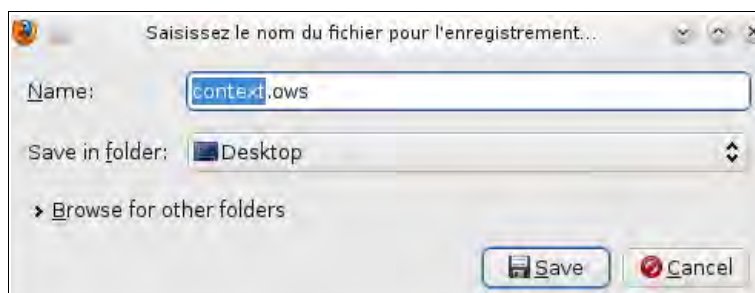 Saisissez le nom du fichier pour l'enregistrement...
Name: context.ows
Save in folder: Desktop
Browse for other folders
Save Cancel